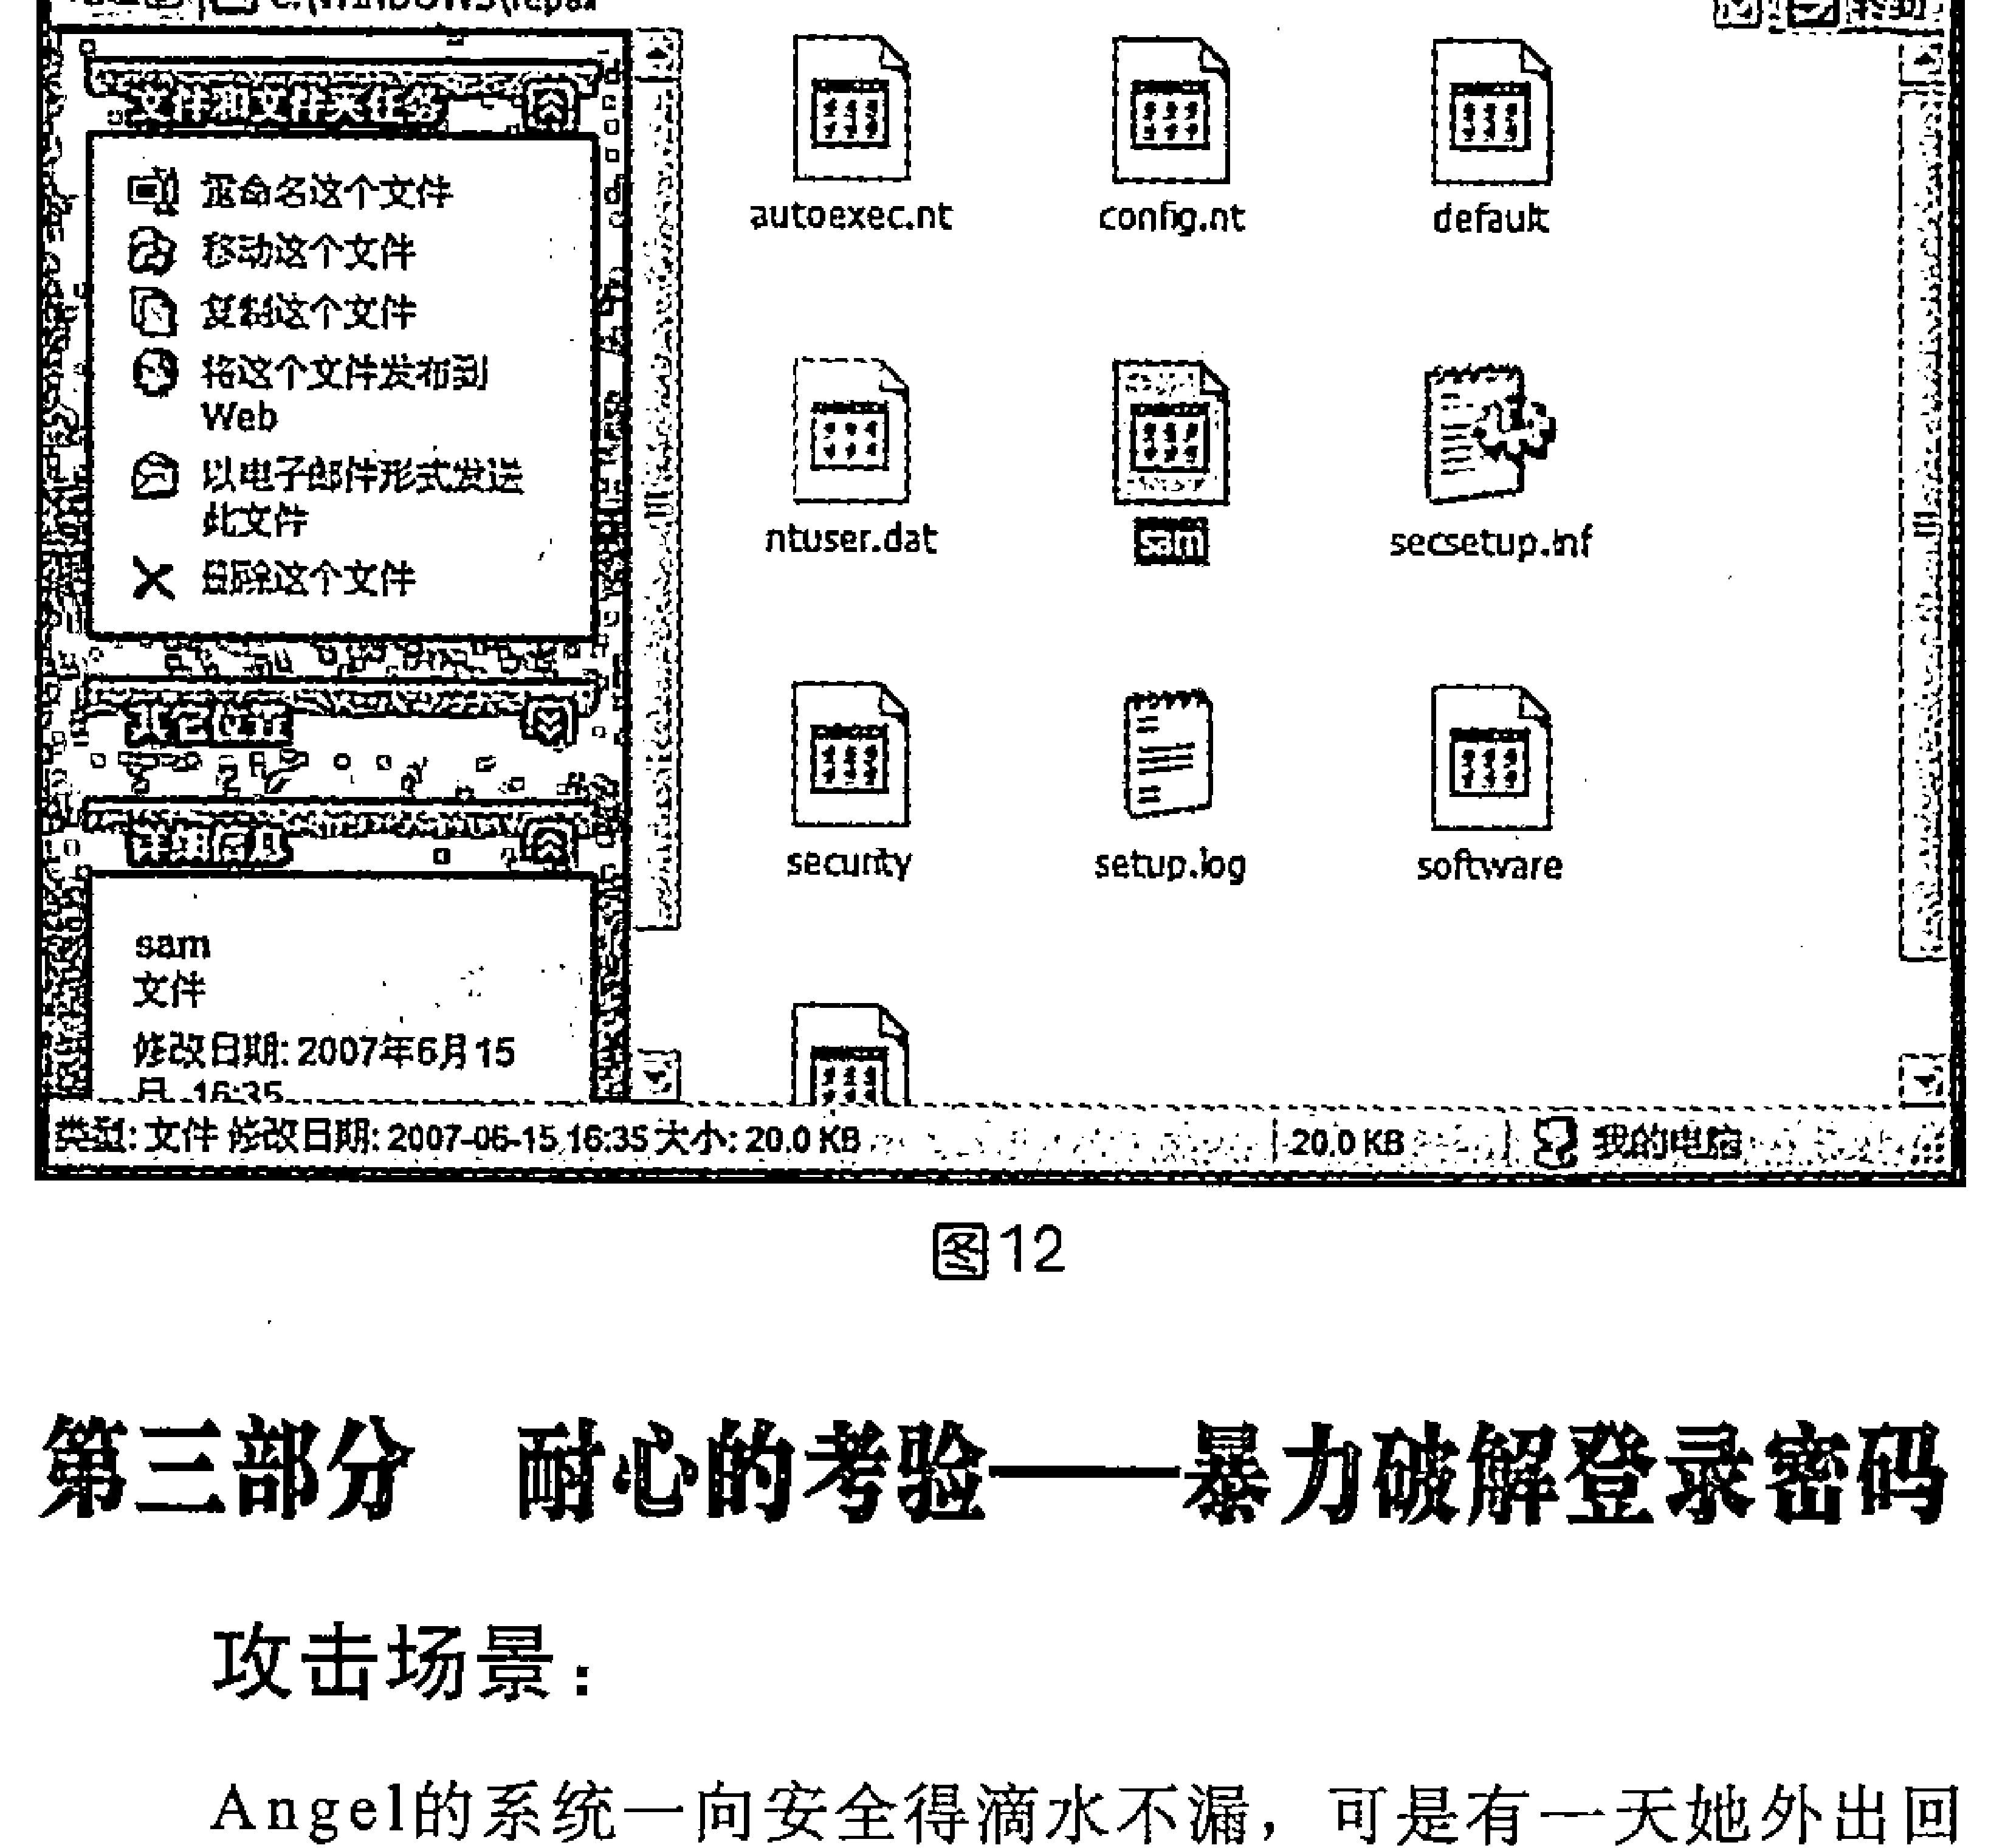 C:\WINDOWS\repair
文件和文件夹任务
重命名这个文件
移动这个文件
复制这个文件
将这个文件发布到
Web
以电子邮件形式发送
此文件
删除这个文件
其它位置
详细信息
sam
文件
修改日期: 2007年6月15
日, 16:35
autoexec.nt
config.nt
default
ntuser.dat
sam
secsetup.inf
security
setup.log
software
类型: 文件 修改日期: 2007-06-15 16:35 大小: 20.0 KB
20.0 KB
我的电脑
图12
第三部分 耐心的考验——暴力破解登录密码
攻击场景：
Angel的系统一向安全得滴水不漏，可是有一天她外出回